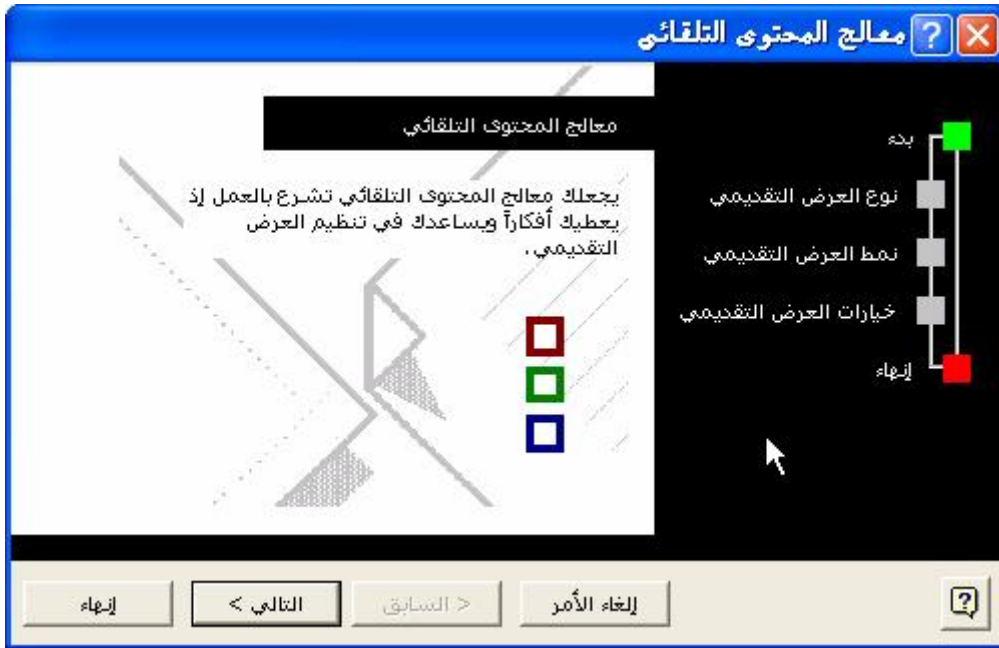 معالج المحتوى التلقائي
بدء
نوع العرض التقديمي
نمط العرض التقديمي
خيارات العرض التقديمي
إنهاء
معالج المحتوى التلقائي
يجعلك معالج المحتوى التلقائي تشرع بالعمل إذ
يعطيك أفكاراً ويساعدك في تنظيم العرض
التقديمي.
إلغاء الأمر
< السابق
التالي >
إنهاء